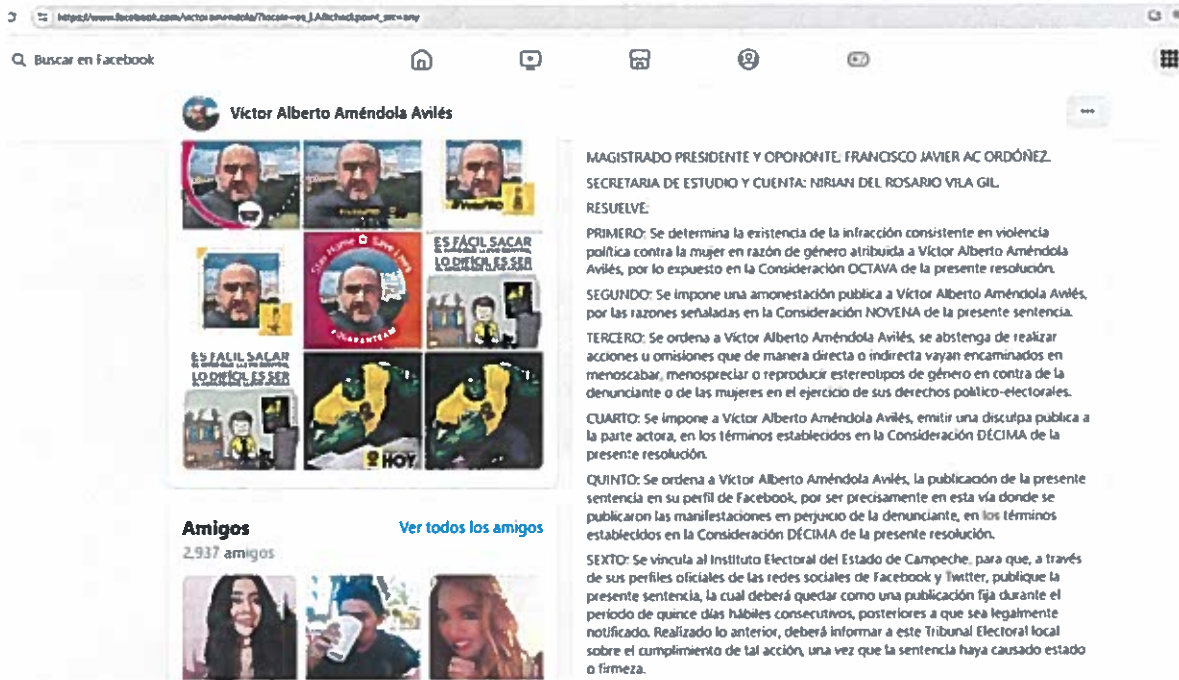 Buscar en Facebook
Víctor Alberto Améndola Avilés
ES FÁCIL SACAR
LO DIFÍCIL ES SER
ES FÁCIL SACAR
LO DIFÍCIL ES SER
HOY
Amigos
Ver todos los amigos
2,937 amigos
MAGISTRADO PRESIDENTE Y OPONONTE: FRANCISCO JAVIER AC ORDÓÑEZ.
SECRETARIA DE ESTUDIO Y CUENTA: NIRIAN DEL ROSARIO VILA GIL.
RESUELVE:
PRIMERO: Se determina la existencia de la infracción consistente en violencia
política contra la mujer en razón de género atribuida a Víctor Alberto Améndola
Avilés, por lo expuesto en la Consideración OCTAVA de la presente resolución.
SEGUNDO: Se impone una amonestación publica a Víctor Alberto Améndola Avilés,
por las razones señaladas en la Consideración NOVENA de la presente sentencia.
TERCERO: Se ordena a Víctor Alberto Améndola Avilés, se abstenga de realizar
acciones u omisiones que de manera directa o indirecta vayan encaminados en
menoscabar, menospreciar o reproducir estereotipos de género en contra de la
denunciante o de las mujeres en el ejercicio de sus derechos político-electorales.
CUARTO: Se impone a Víctor Alberto Améndola Avilés, emitir una disculpa pública a
la parte actora, en los términos establecidos en la Consideración DÉCIMA de la
presente resolución.
QUINTO: Se ordena a Víctor Alberto Améndola Avilés, la publicación de la presente
sentencia en su perfil de Facebook, por ser precisamente en esta vía donde se
publicaron las manifestaciones en perjuicio de la denunciante, en los términos
establecidos en la Consideración DÉCIMA de la presente resolución.
SEXTO: Se vincula al Instituto Electoral del Estado de Campeche, para que, a través
de sus perfiles oficiales de las redes sociales de Facebook y Twitter, publique la
presente sentencia, la cual deberá quedar como una publicación fija durante el
período de quince días hábiles consecutivos, posteriores a que sea legalmente
notificado. Realizado lo anterior, deberá informar a este Tribunal Electoral local
sobre el cumplimiento de tal acción, una vez que la sentencia haya causado estado
o firmeza.